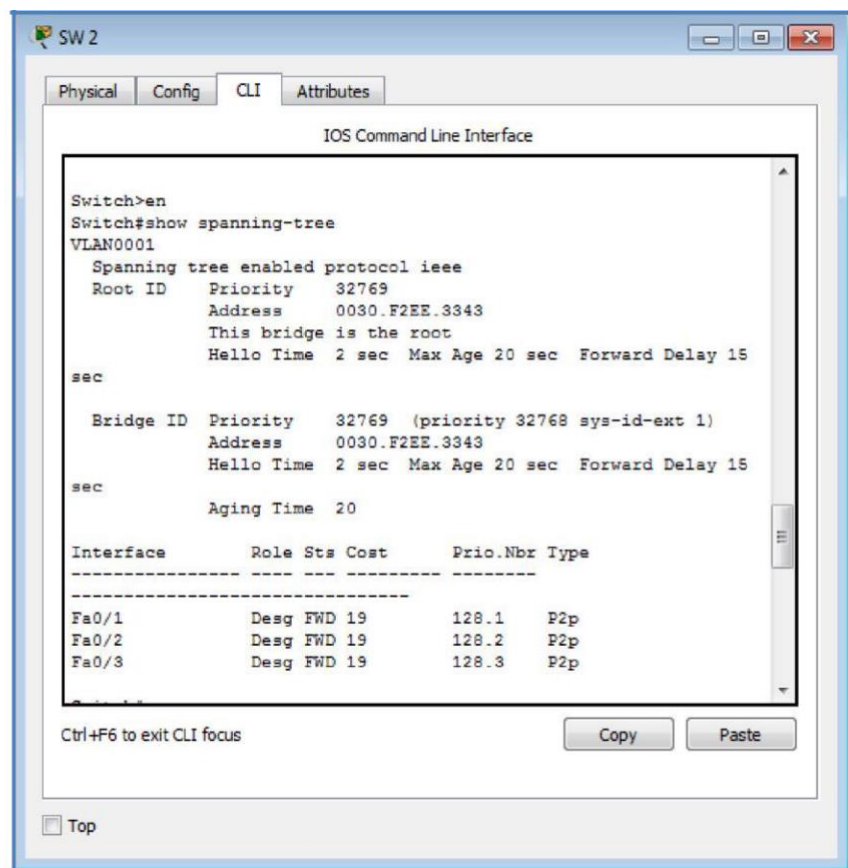 SW 2
Physical Config CLI Attributes
IOS Command Line Interface
Switch>en
Switch#show spanning-tree
VLAN0001
  Spanning tree enabled protocol ieee
  Root ID    Priority    32769
             Address     0030.F2EE.3343
             This bridge is the root
             Hello Time  2 sec  Max Age 20 sec  Forward Delay 15
sec
  Bridge ID  Priority    32769  (priority 32768 sys-id-ext 1)
             Address     0030.F2EE.3343
             Hello Time  2 sec  Max Age 20 sec  Forward Delay 15
sec
             Aging Time  20
Interface        Role Sts Cost      Prio.Nbr Type
---------------- ---- --- --------- --------
--------------------------------
Fa0/1            Desg FWD 19        128.1    P2p
Fa0/2            Desg FWD 19        128.2    P2p
Fa0/3            Desg FWD 19        128.3    P2p
Ctrl+F6 to exit CLI focus
Copy Paste
Top